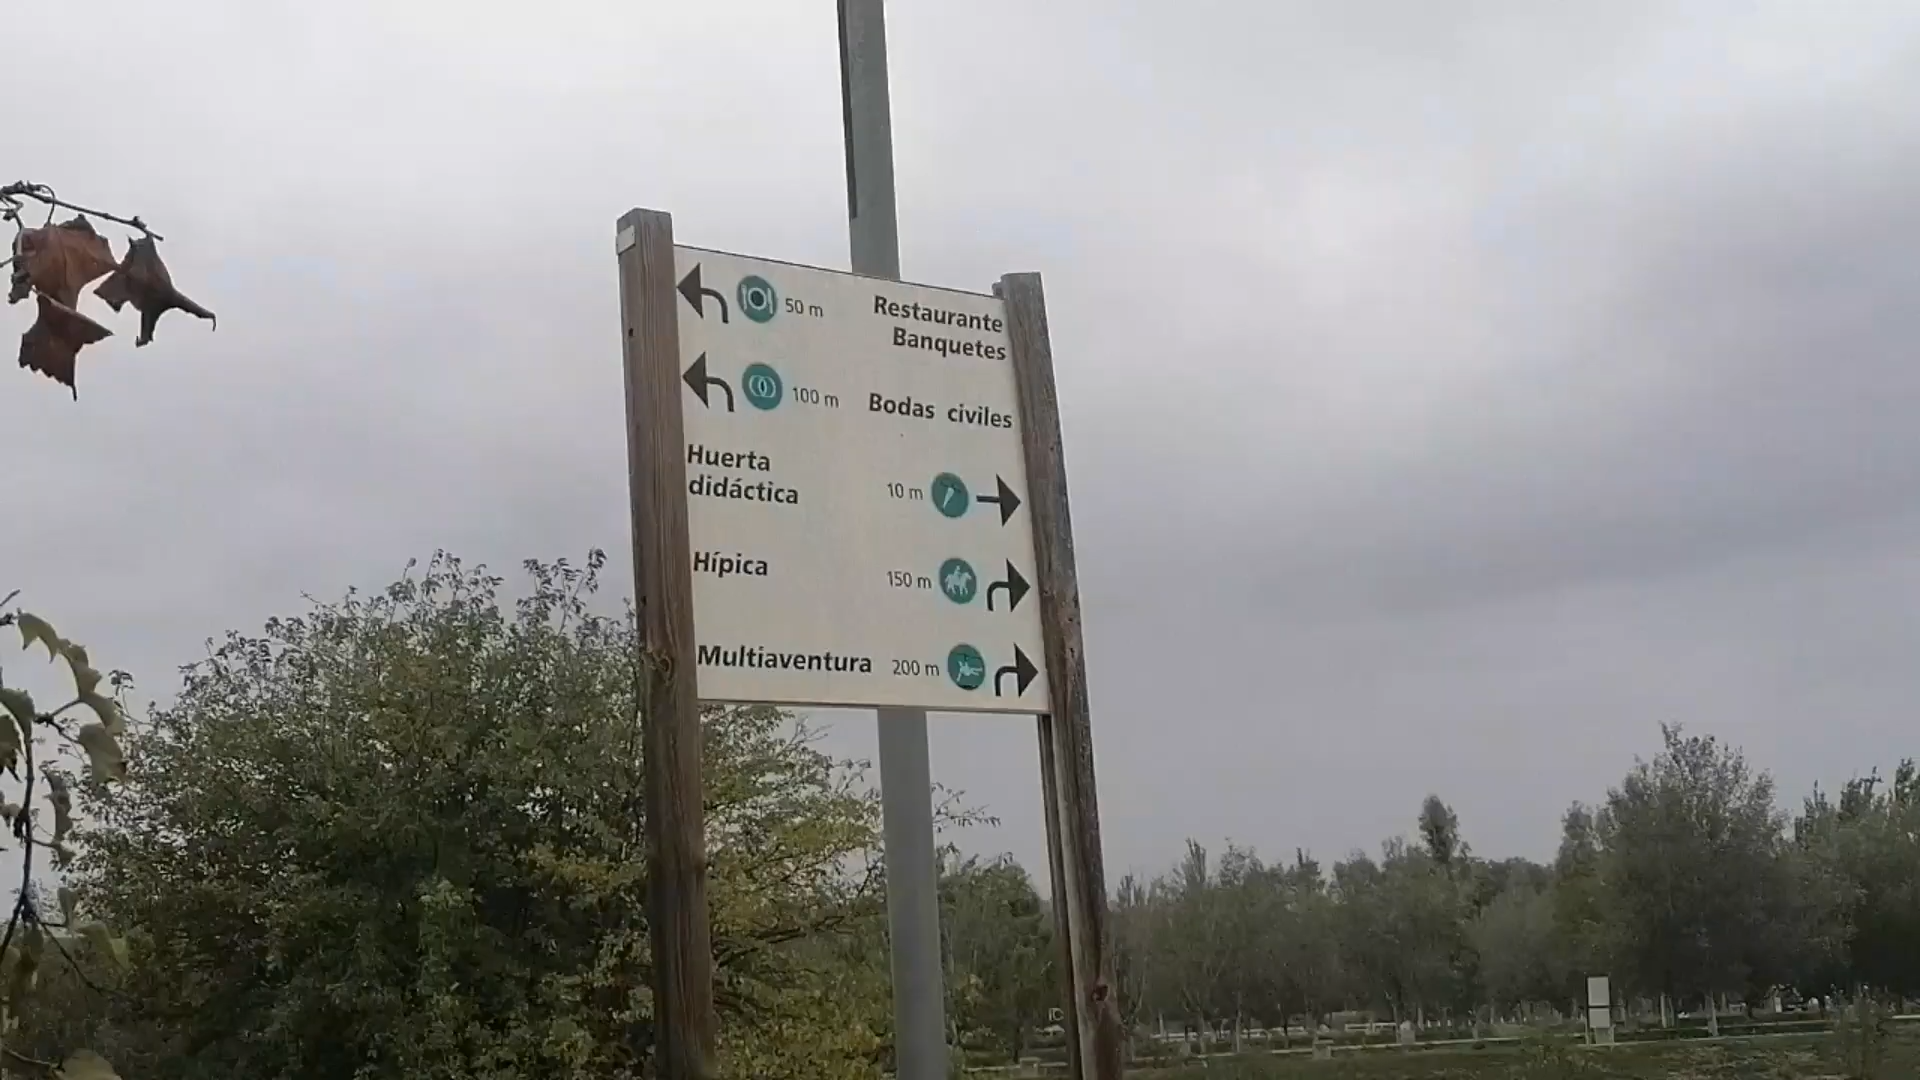 50 m Restaurante
Banquetes
100 m Bodas civiles
Huerta
didáctica 10 m
Hípica 150 m
Multiaventura 200 m